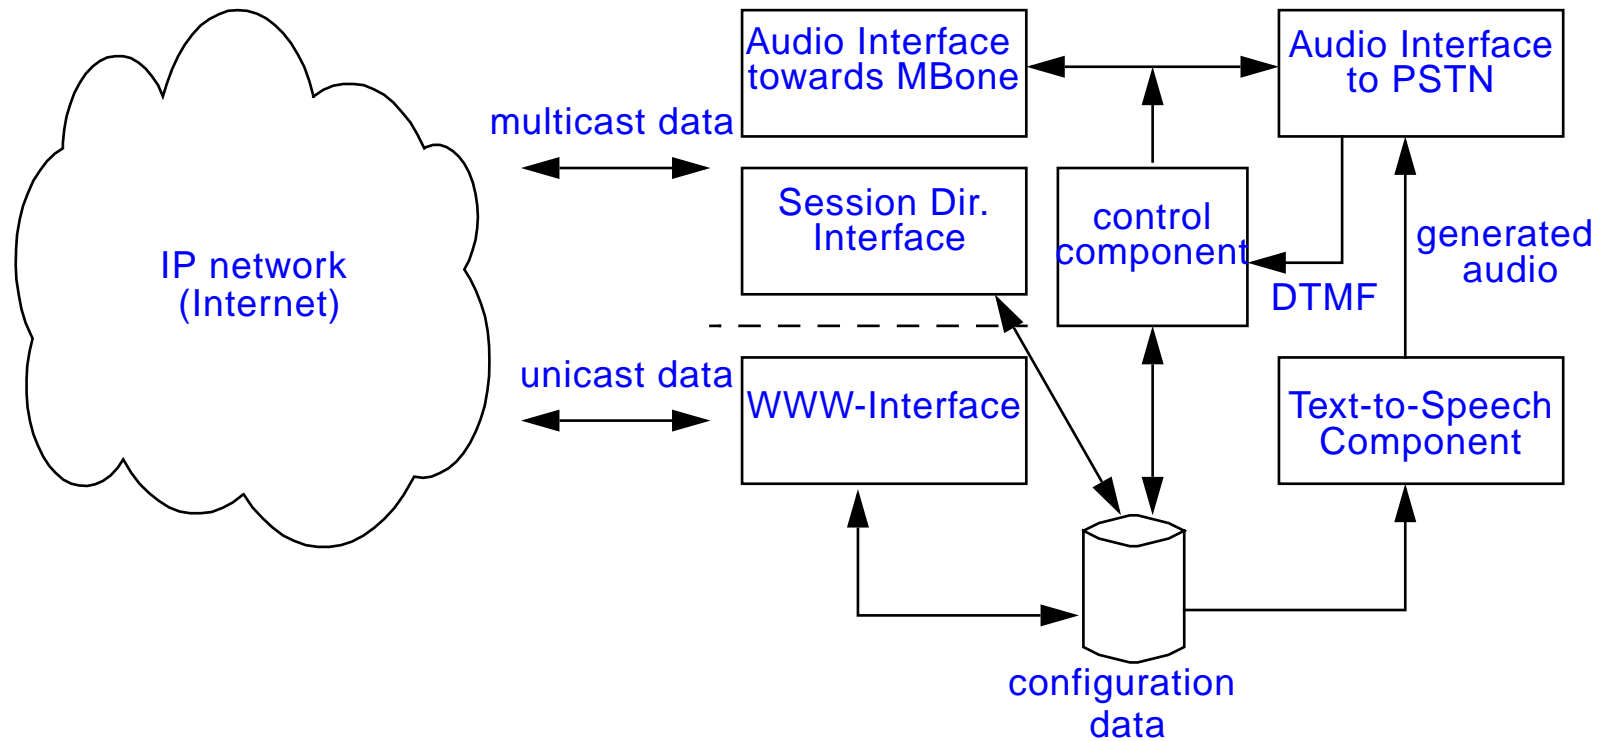 Audio Interface
towards MBone
Audio Interface
to PSTN
multicast data
Session Dir.
Interface
control
component
generated
audio
IP network
(Internet)
DTMF
unicast data
WWW-Interface
Text-to-Speech
Component
configuration
data